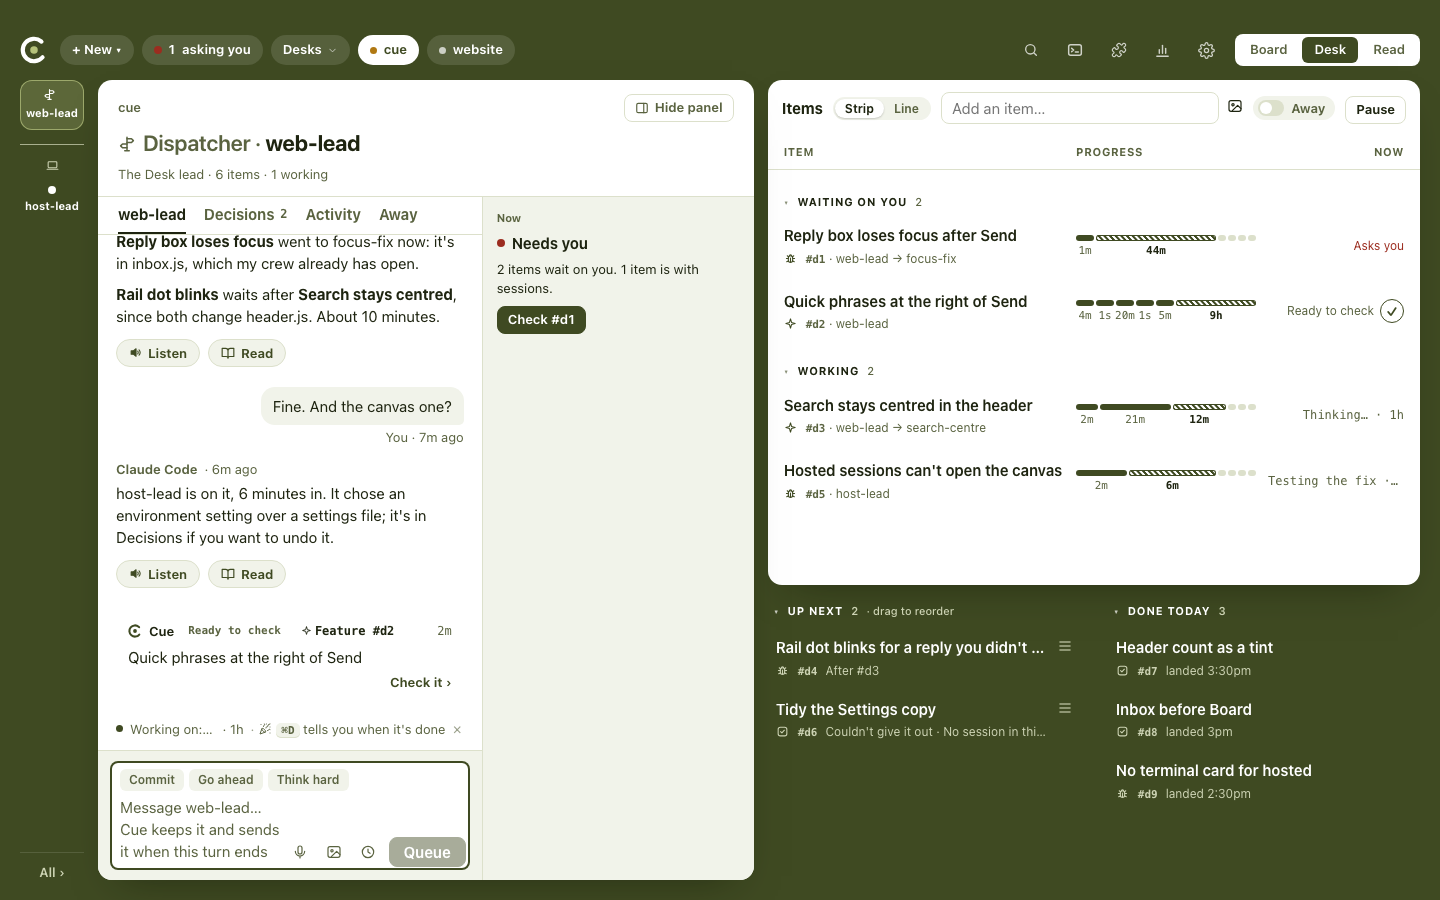 + New
1 asking you
Desks
cue
website
Board
Desk
Read
web-lead
host-lead
All ›
cue
Hide panel
Dispatcher · web-lead
The Desk lead · 6 items · 1 working
web-lead
Decisions 2
Activity
Away
Reply box loses focus went to focus-fix now: it's
in inbox.js, which my crew already has open.
Rail dot blinks waits after Search stays centred,
since both change header.js. About 10 minutes.
Listen
Read
Fine. And the canvas one?
You · 7m ago
Claude Code · 6m ago
host-lead is on it, 6 minutes in. It chose an
environment setting over a settings file; it's in
Decisions if you want to undo it.
Listen
Read
Cue Ready to check Feature #d2 2m
Quick phrases at the right of Send
Check it ›
Working on:... · 1h · ⌘D tells you when it's done ×
Commit
Go ahead
Think hard
Message web-lead...
Cue keeps it and sends
it when this turn ends
Queue
Now
Needs you
2 items wait on you. 1 item is with
sessions.
Check #d1
Items
Strip
Line
Add an item...
Away
Pause
ITEM
PROGRESS
NOW
WAITING ON YOU 2
Reply box loses focus after Send
#d1 · web-lead → focus-fix
1m 44m
Asks you
Quick phrases at the right of Send
#d2 · web-lead
4m 1s 20m 1s 5m 9h
Ready to check
WORKING 2
Search stays centred in the header
#d3 · web-lead → search-centre
2m 21m 12m
Thinking… · 1h
Hosted sessions can't open the canvas
#d5 · host-lead
2m 6m
Testing the fix ·…
UP NEXT 2 · drag to reorder
Rail dot blinks for a reply you didn't ...
#d4 After #d3
Tidy the Settings copy
#d6 Couldn't give it out · No session in thi...
DONE TODAY 3
Header count as a tint
#d7 landed 3:30pm
Inbox before Board
#d8 landed 3pm
No terminal card for hosted
#d9 landed 2:30pm